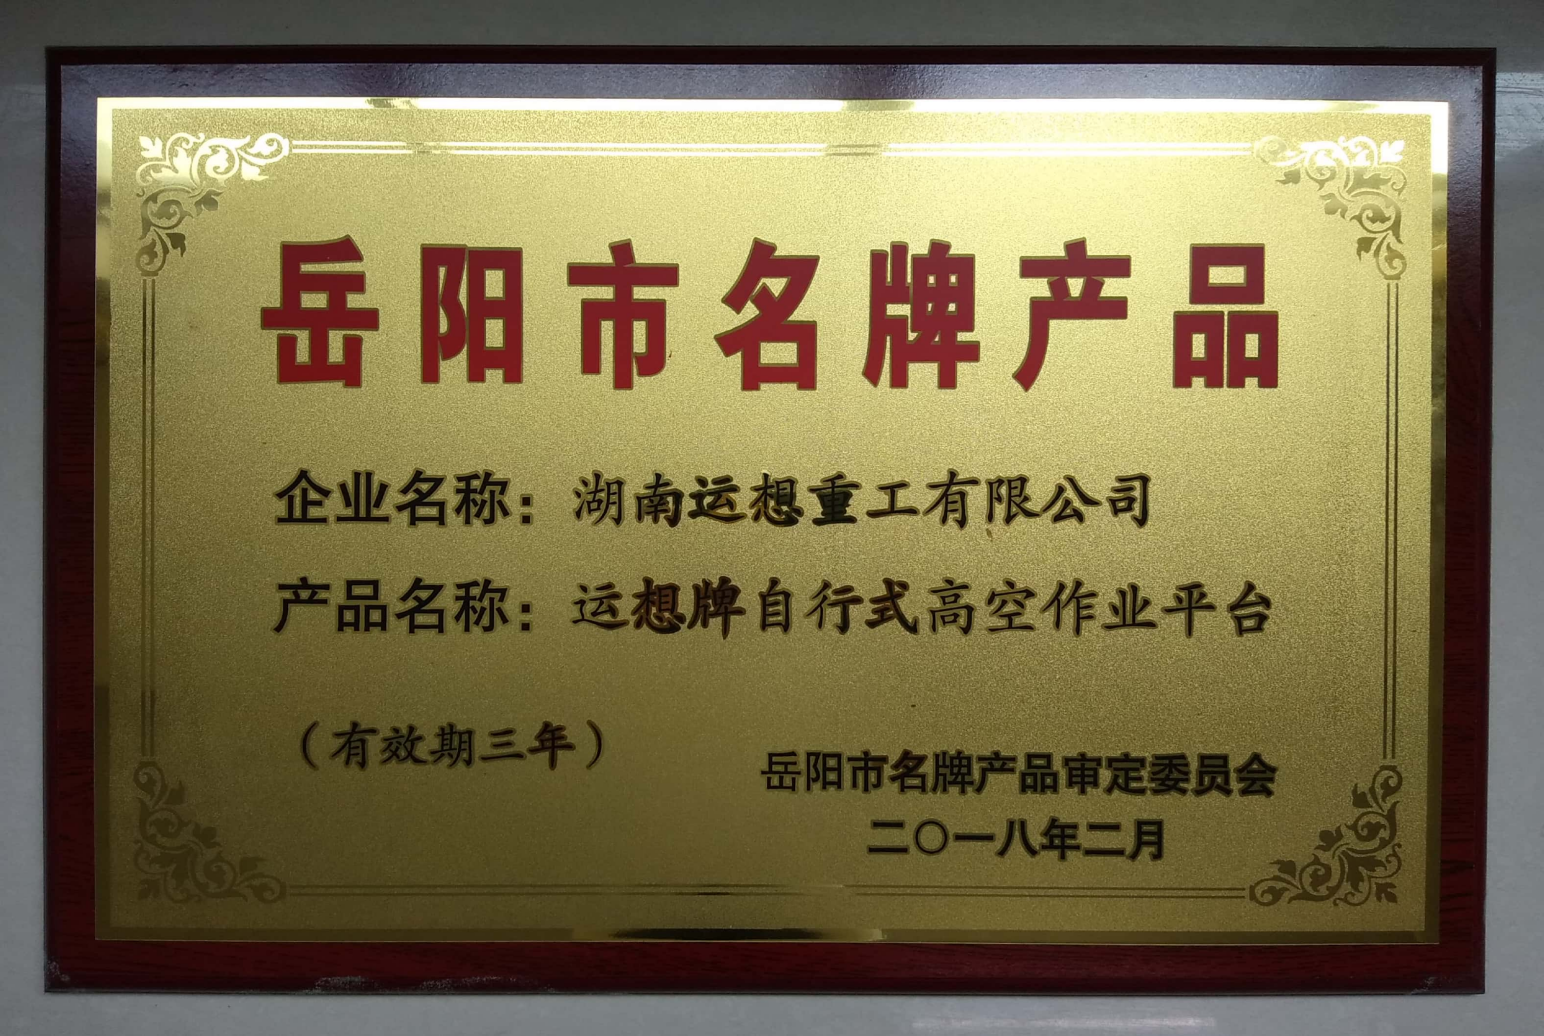 岳阳市名牌产品
企业名称：湖南运想重工有限公司
产品名称：运想牌自行式高空作业平台
（有效期三年）
岳阳市名牌产品审定委员会
二〇一八年二月